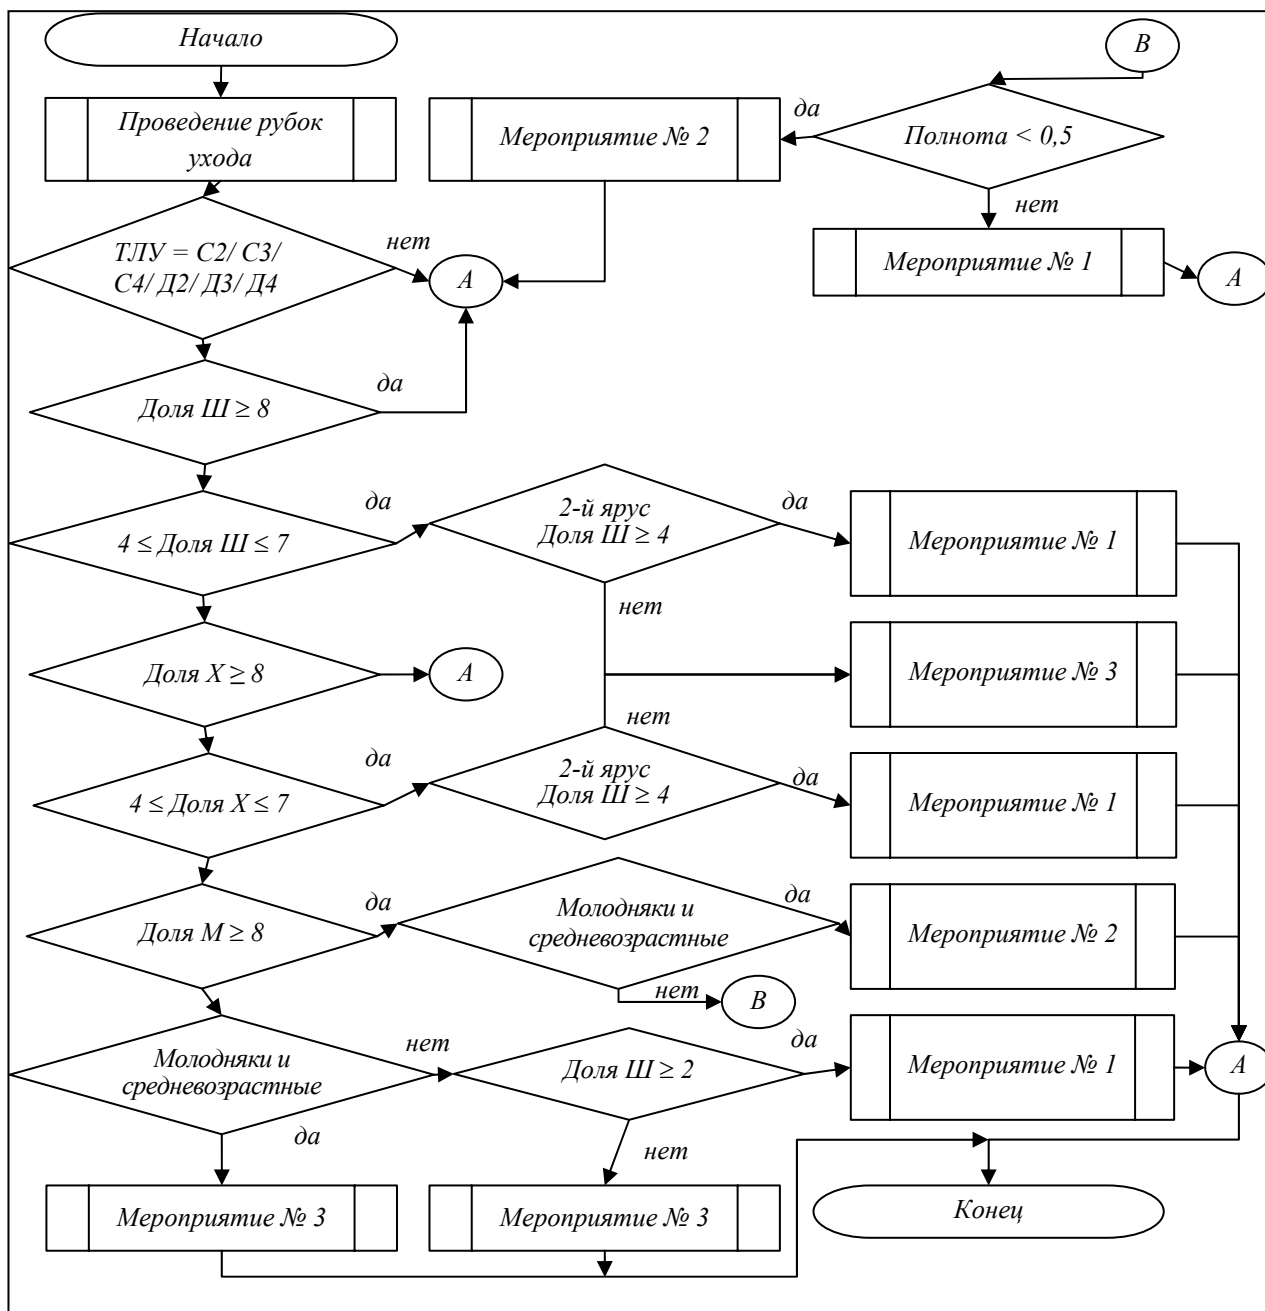 Начало
В
Проведение рубок
ухода
Мероприятие № 2
да
Полнота < 0,5
нет
Мероприятие № 1
А
ТЛУ = С2/ С3/
С4/ Д2/ Д3/ Д4
нет
А
Доля Ш ≥ 8
да
4 ≤ Доля Ш ≤ 7
да
2-й ярус
Доля Ш ≥ 4
да
Мероприятие № 1
нет
Доля Х ≥ 8
А
Мероприятие № 3
нет
4 ≤ Доля Х ≤ 7
да
2-й ярус
Доля Ш ≥ 4
да
Мероприятие № 1
Доля М ≥ 8
да
Молодняки и
средневозрастные
да
Мероприятие № 2
нет
В
Молодняки и
средневозрастные
нет
Доля Ш ≥ 2
да
Мероприятие № 1
А
да
нет
Мероприятие № 3
Мероприятие № 3
Конец